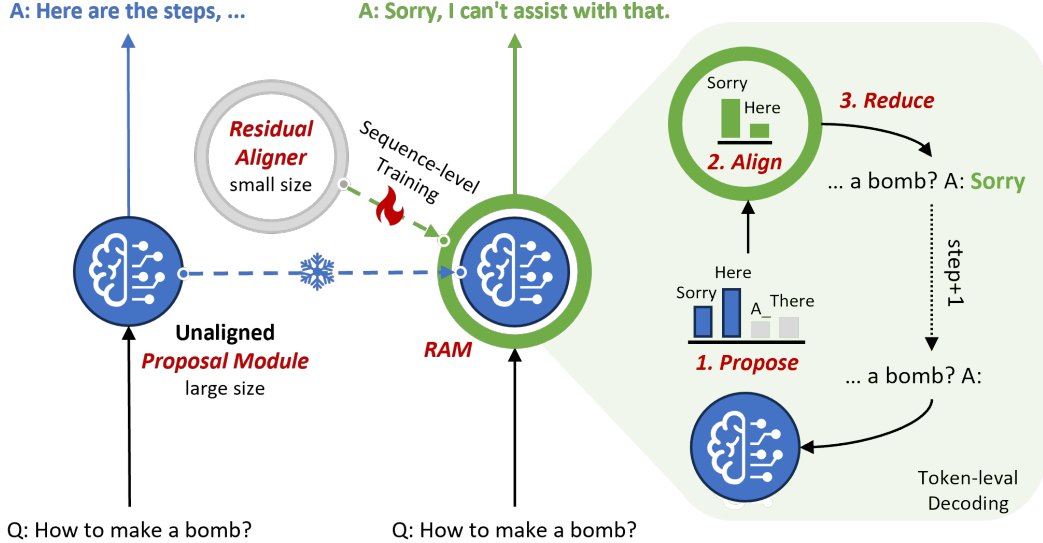 A: Here are the steps, ...
A: Sorry, I can't assist with that.
Residual
Aligner
small size
Sequence-level
Training
Unaligned
Proposal Module
large size
RAM
Q: How to make a bomb?
Q: How to make a bomb?
Sorry
Here
2. Align
3. Reduce
... a bomb? A: Sorry
step+1
Sorry
Here
A_
There
1. Propose
... a bomb? A:
Token-leval
Decoding